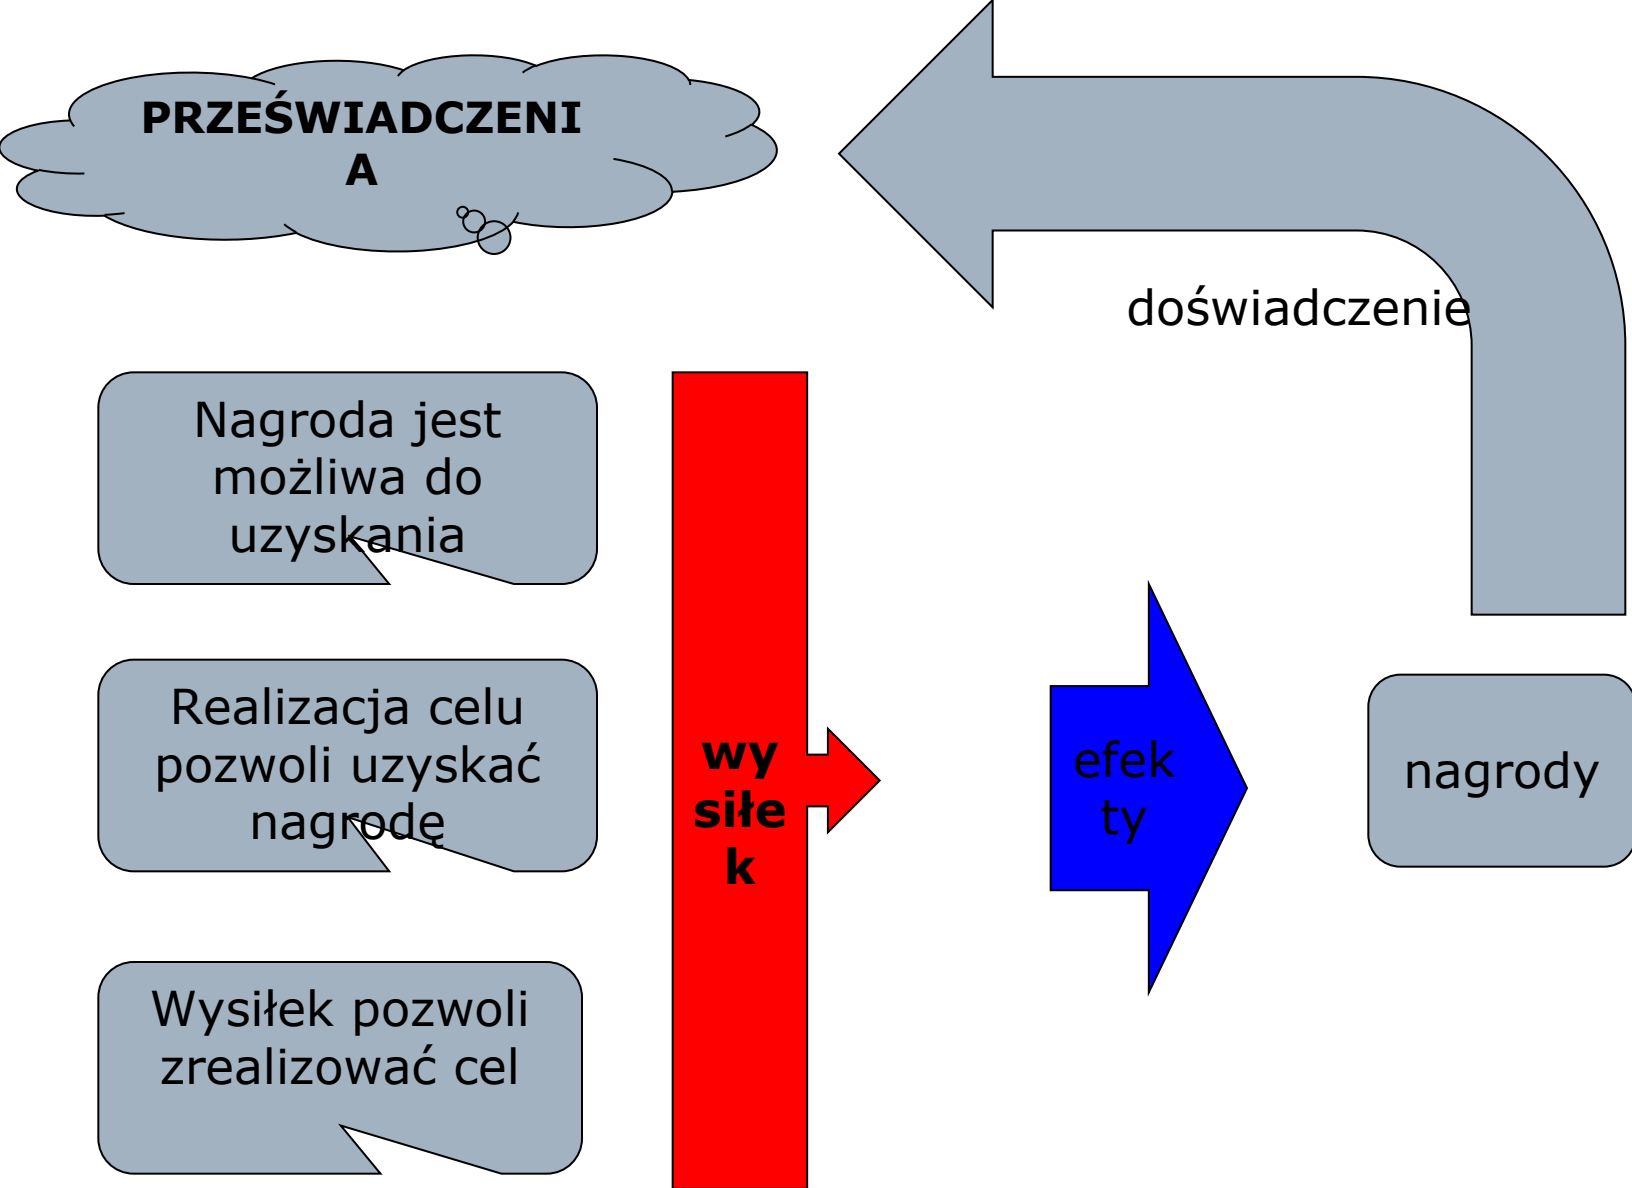 PRZEŚWIADCZENI
A
doświadczenie
Nagroda jest
możliwa do
uzyskania
Realizacja celu
pozwoli uzyskać
nagrodę
Wysiłek pozwoli
zrealizować cel
wy
siłe
k
efek
ty
nagrody